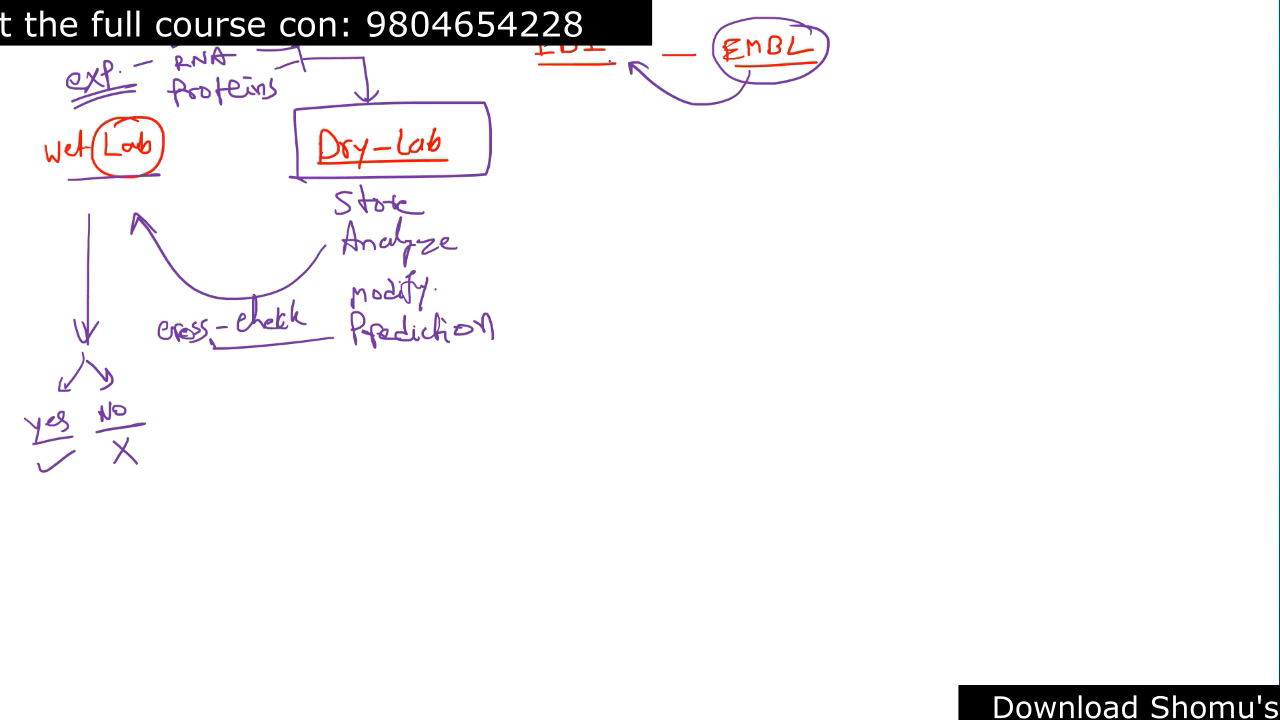 t the full course con: 9804654228
EBI — EMBL
RNA
exp. —
Proteins
Wet Lab
Dry-Lab
Store
Analyze
modify.
cross-check
Prediction
Yes No
✓ X
Download Shomu's